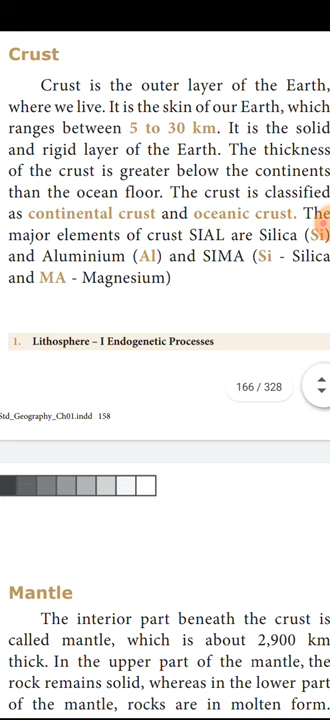 Crust
Crust is the outer layer of the Earth,
where we live. It is the skin of our Earth, which
ranges between 5 to 30 km. It is the solid
and rigid layer of the Earth. The thickness
of the crust is greater below the continents
than the ocean floor. The crust is classified
as continental crust and oceanic crust. The
major elements of crust SIAL are Silica (Si)
and Aluminium (Al) and SIMA (Si - Silica
and MA - Magnesium)
1. Lithosphere – I Endogenetic Processes
166 / 328
Std_Geography_Ch01.indd 158
Mantle
The interior part beneath the crust is
called mantle, which is about 2,900 km
thick. In the upper part of the mantle, the
rock remains solid, whereas in the lower part
of the mantle, rocks are in molten form.